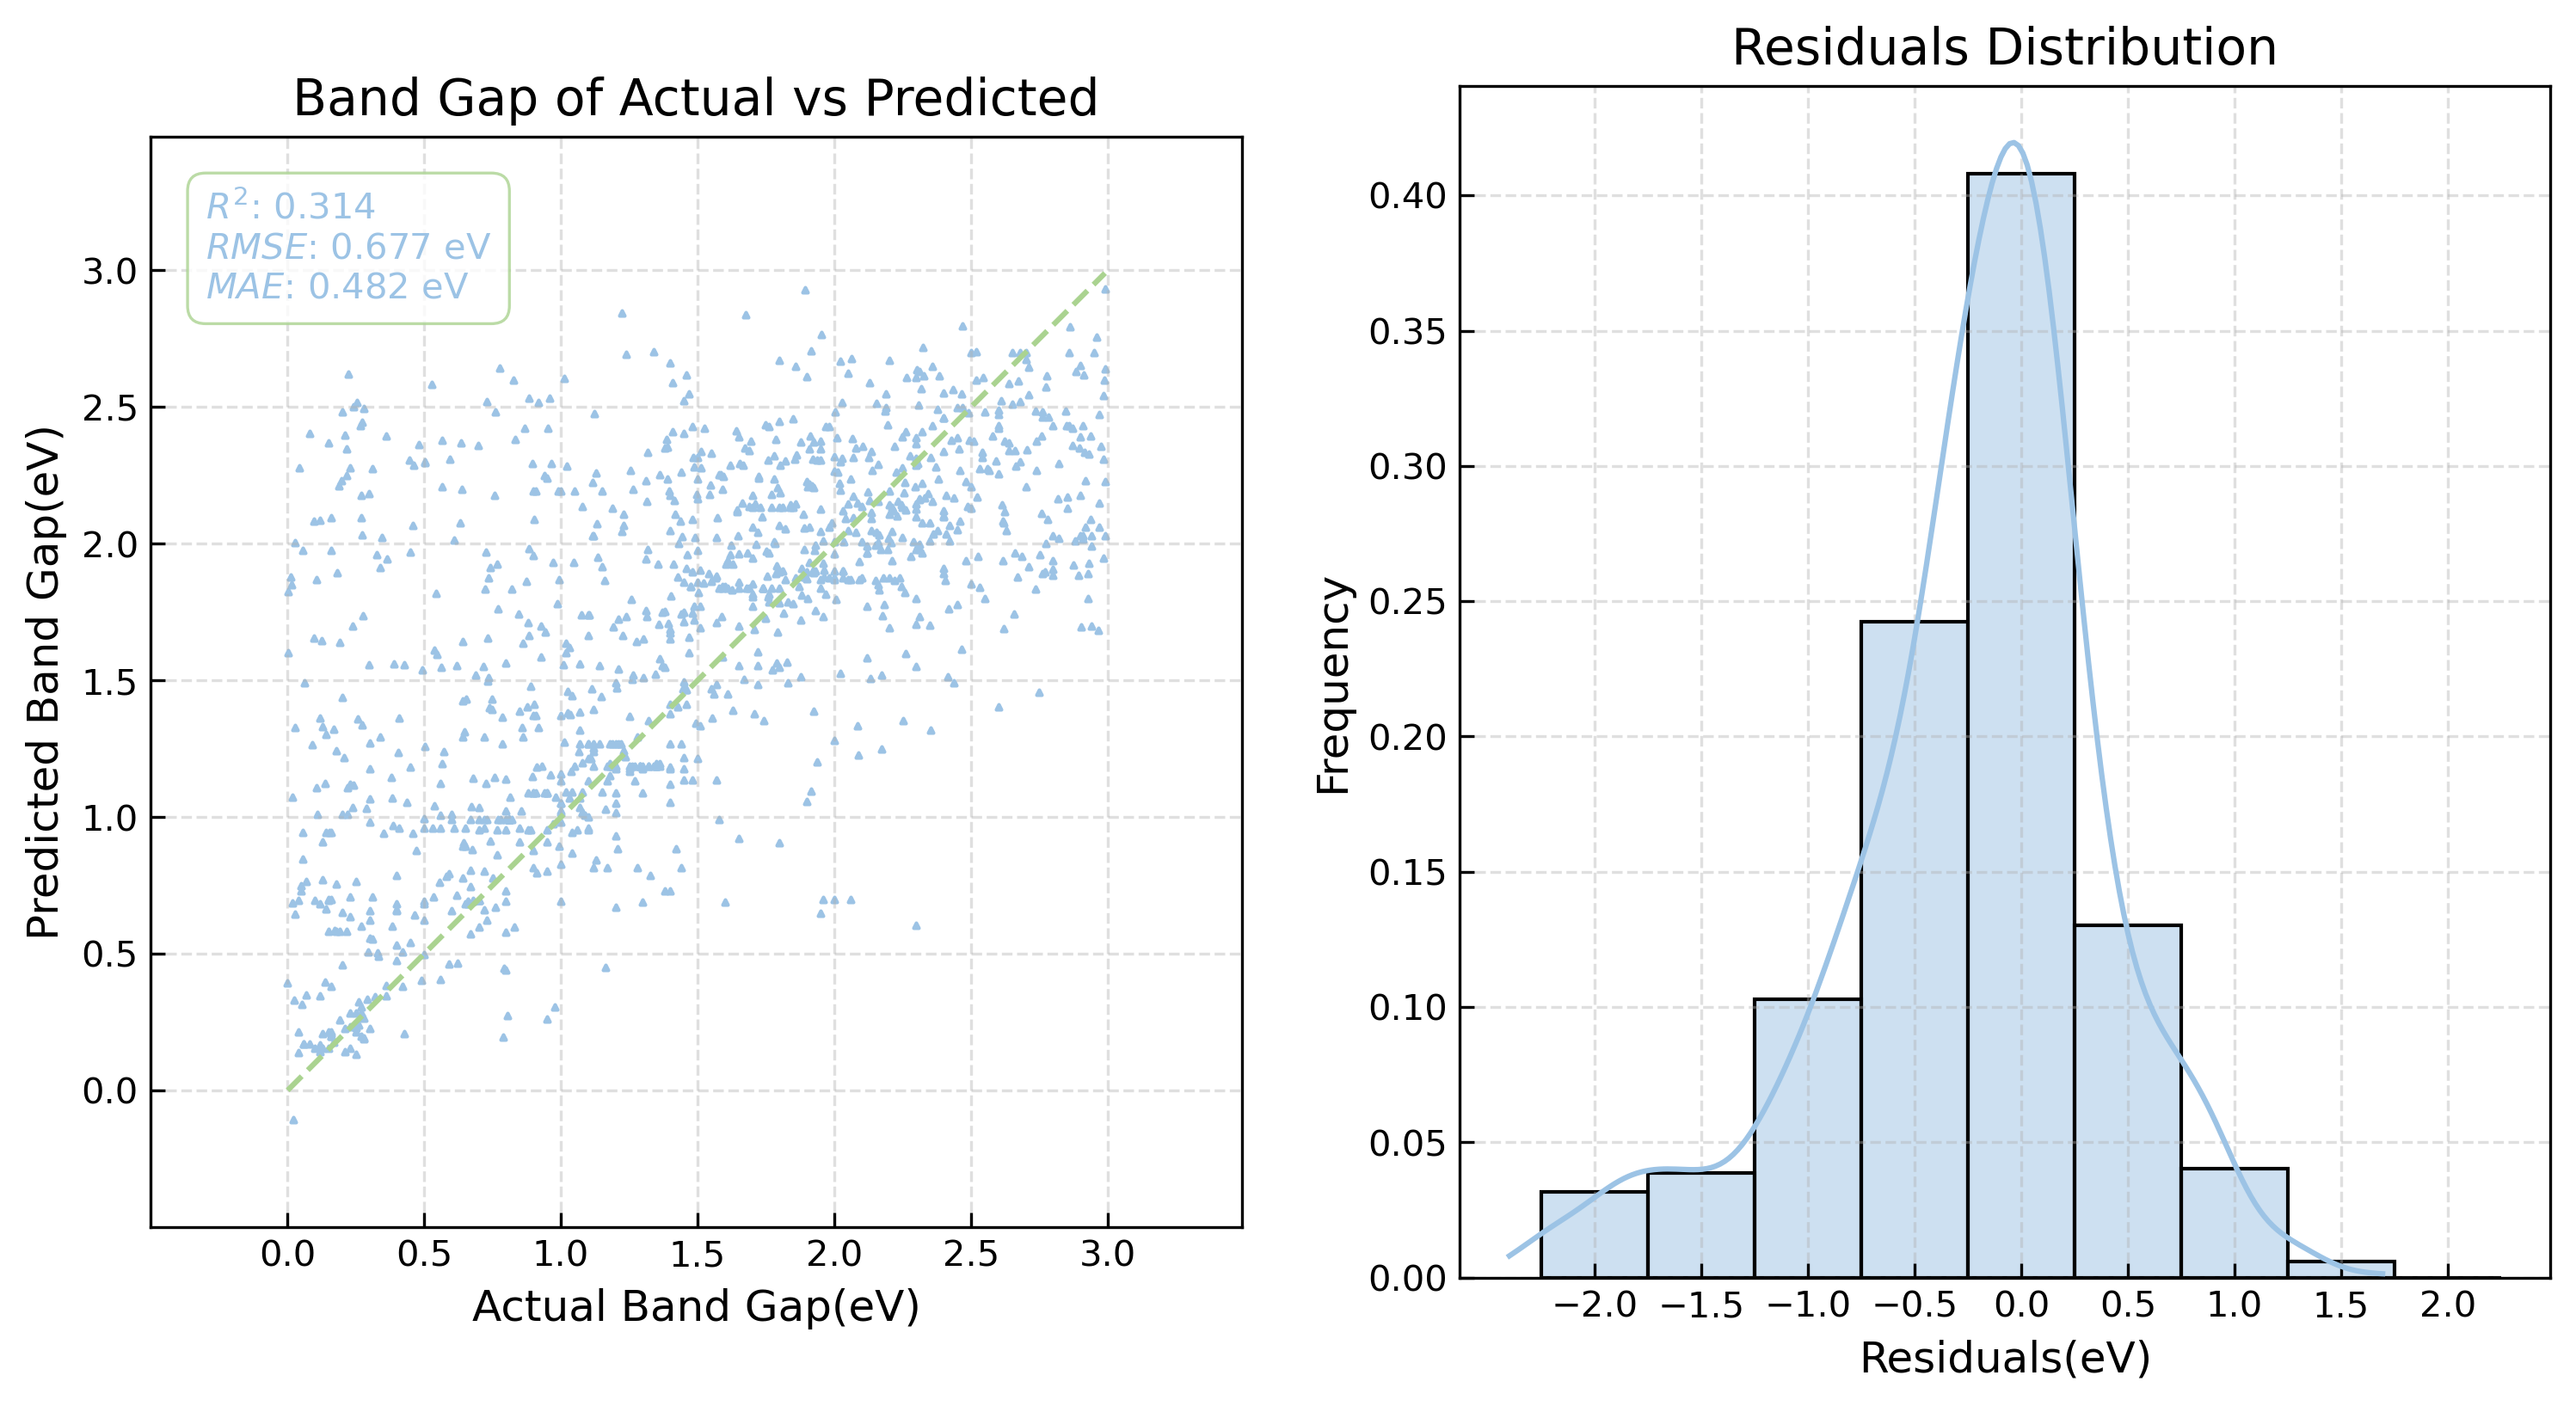 Band Gap of Actual vs Predicted
R²: 0.314
RMSE: 0.677 eV
MAE: 0.482 eV
Predicted Band Gap(eV)
3.0
2.5
2.0
1.5
1.0
0.5
0.0
0.0 0.5 1.0 1.5 2.0 2.5 3.0
Actual Band Gap(eV)
Residuals Distribution
Frequency
0.40
0.35
0.30
0.25
0.20
0.15
0.10
0.05
0.00
−2.0 −1.5 −1.0 −0.5 0.0 0.5 1.0 1.5 2.0
Residuals(eV)